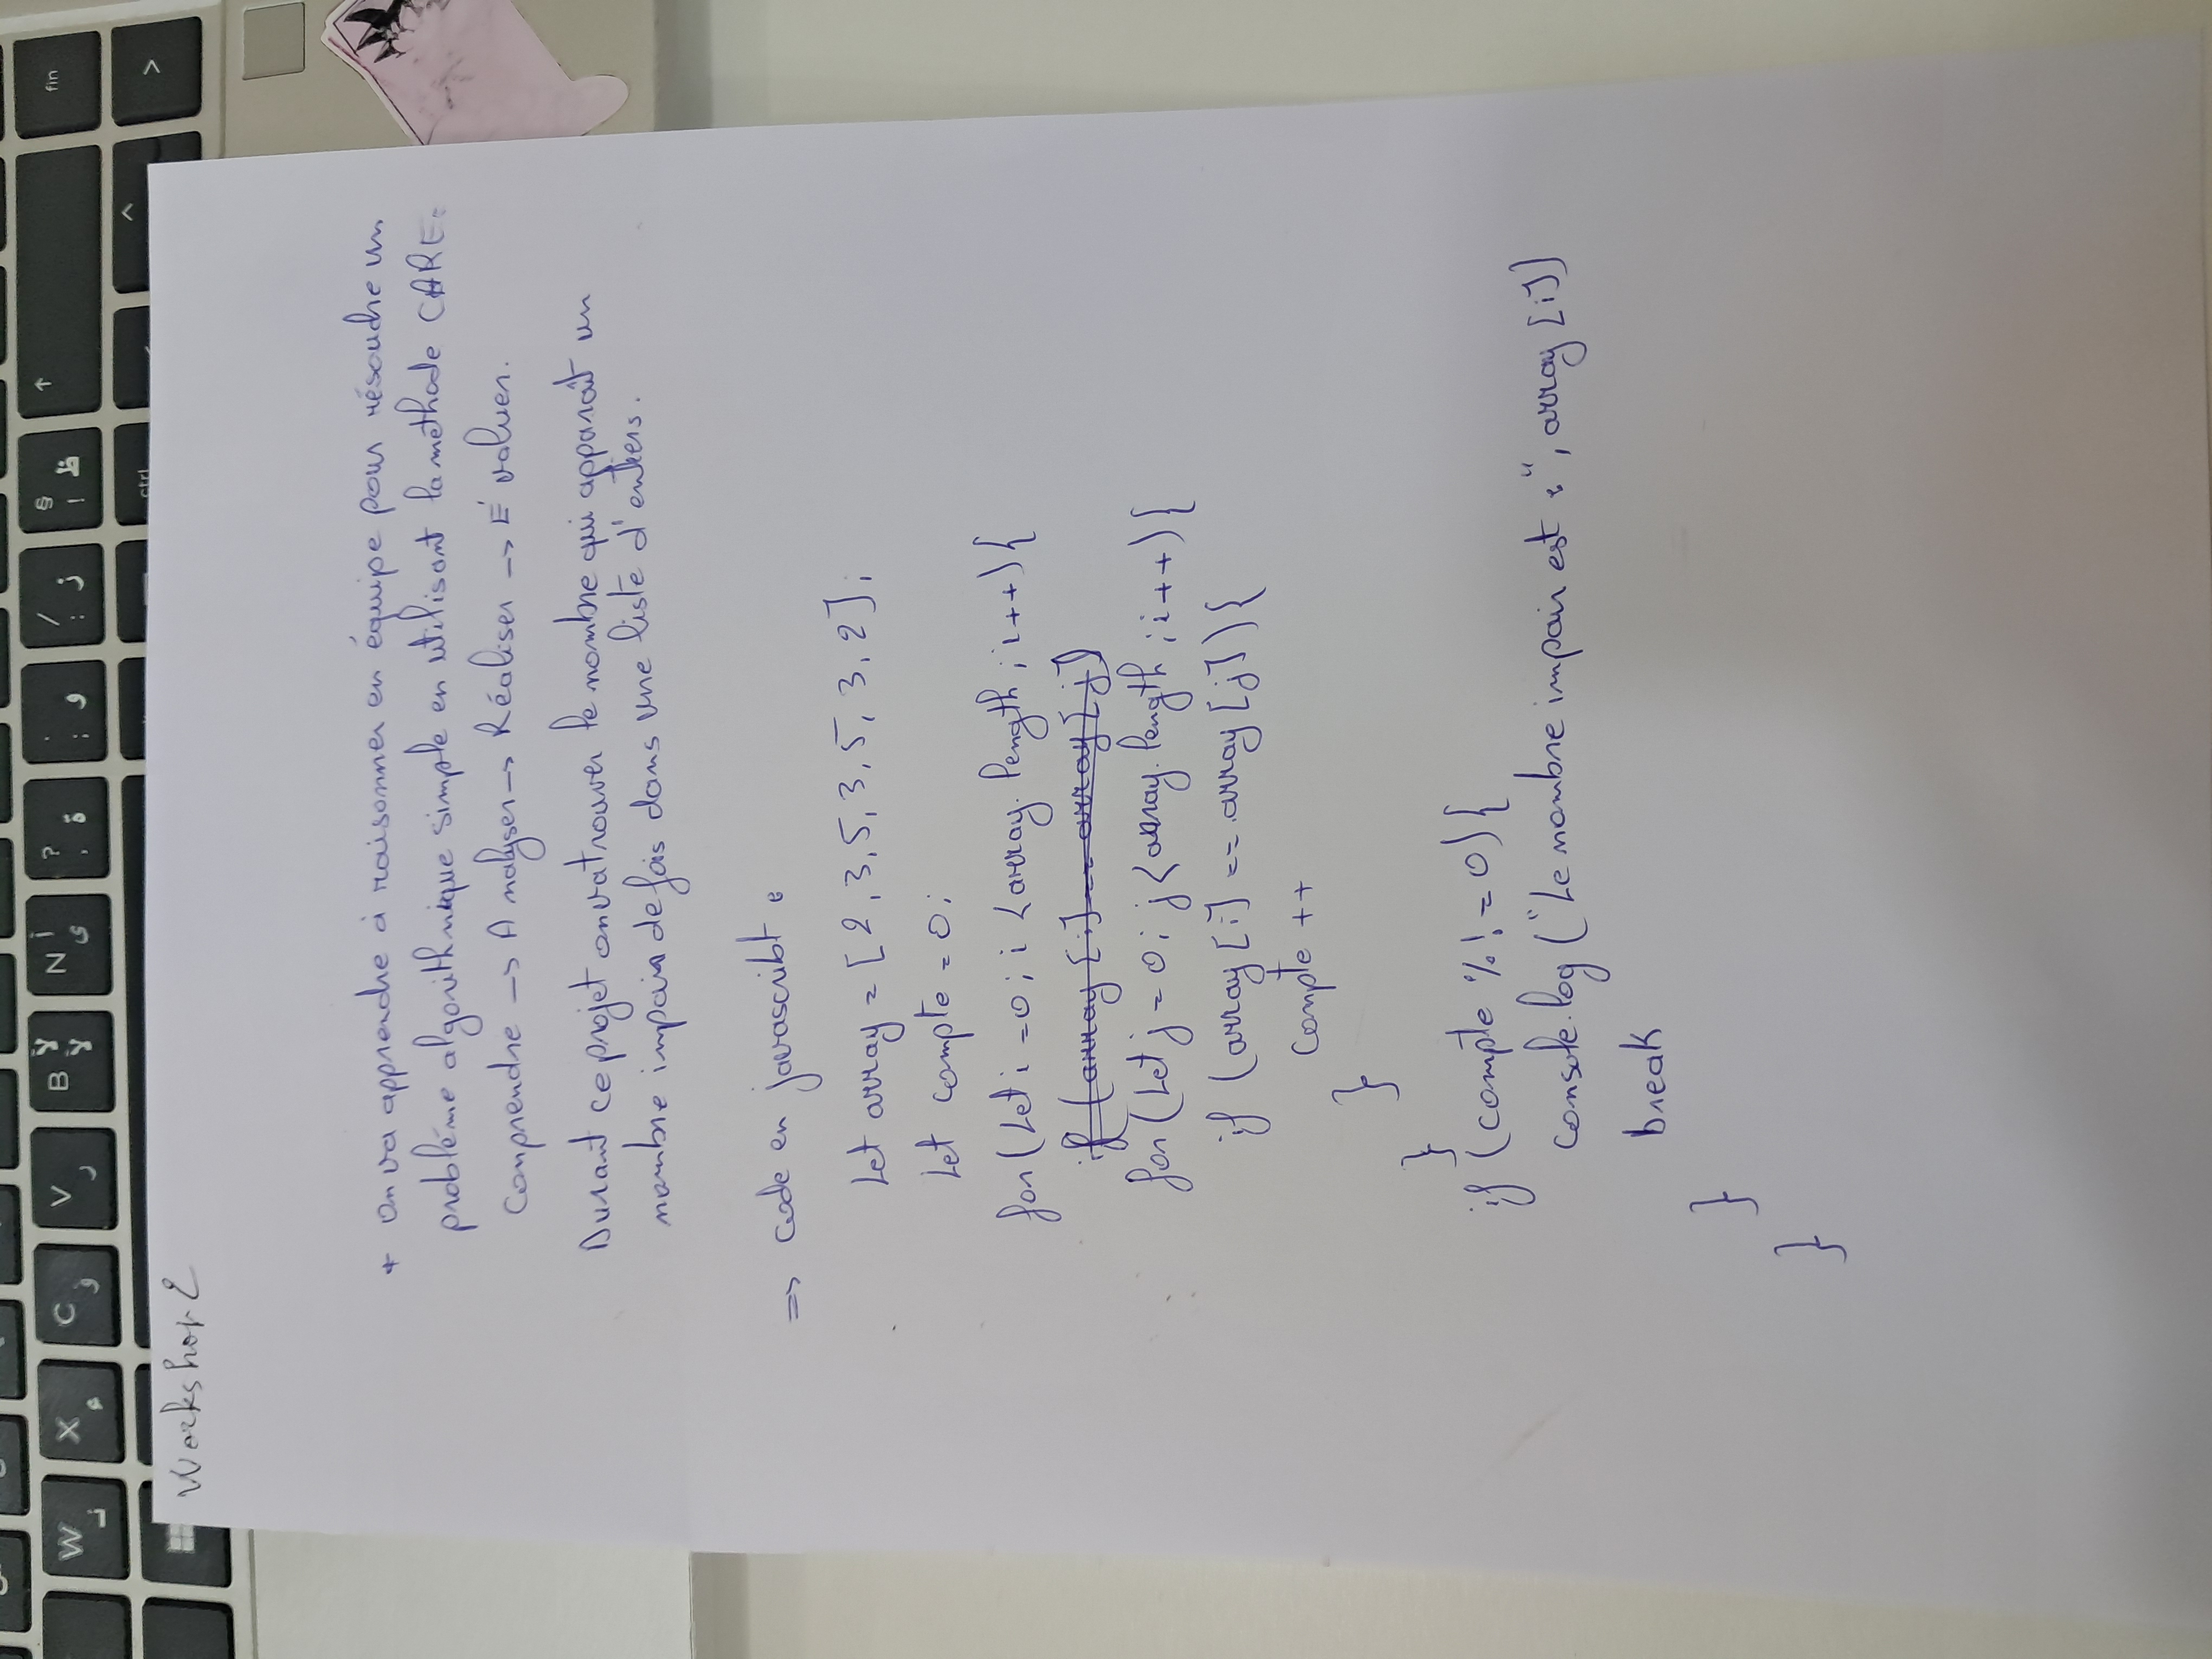 W
X
C
V
B
N
?
,
.
;
/
:
§
!
fin
ctrl
>
Workshop 2
+ on va apprendre à raisonner en équipe pour résoudre un
problème algorithmique simple en utilisant la méthode CARE:
Comprendre -> Analyser -> Réaliser -> Évaluer.
Durant ce projet on va trouver le nombre qui apparaît un
nombre impair de fois dans une liste d'entiers.
=> code en javascribt :
Let array = [2,3,5,3,5,3,2];
Let compte = 0;
for(Let i = 0; i < array.length; i++){
if (array[i] == array[j])
for(Let j = 0; j < array.length; i++){
if (array[i] == array[j]){
Compte ++
}
}
if (compte % != 0){
console.log("Le nombre impair est :", array[i])
break
}
}